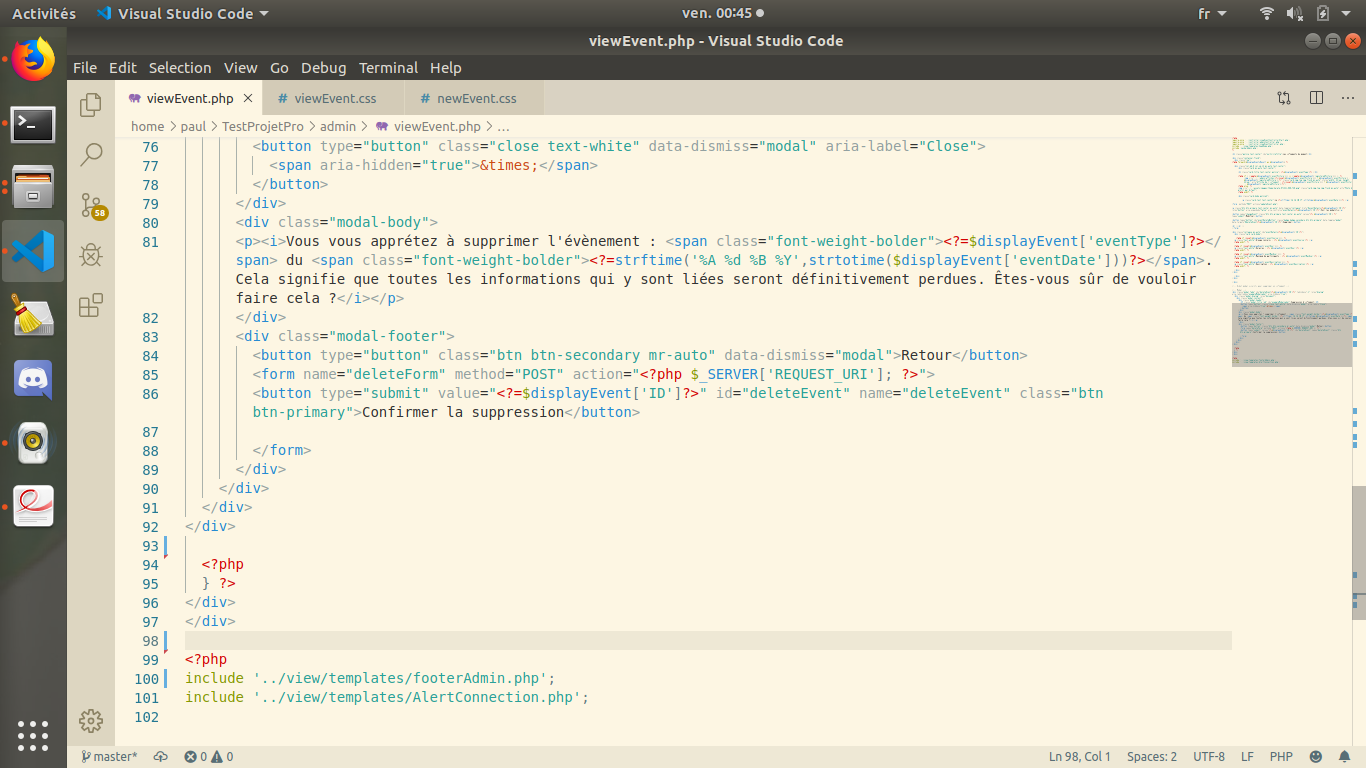 Activités Visual Studio Code ven. 00:45 fr
viewEvent.php - Visual Studio Code
File Edit Selection View Go Debug Terminal Help
viewEvent.php # viewEvent.css # newEvent.css
home > paul > TestProjetPro > admin > viewEvent.php > ...
76 <button type="button" class="close text-white" data-dismiss="modal" aria-label="Close">
77 <span aria-hidden="true">&times;</span>
78 </button>
79 </div>
80 <div class="modal-body">
81 <p><i>Vous vous apprétez à supprimer l'évènement : <span class="font-weight-bolder"><?=$displayEvent['eventType']?></
span> du <span class="font-weight-bolder"><?=strftime('%A %d %B %Y',strtotime($displayEvent['eventDate']))?></span>.
Cela signifie que toutes les informations qui y sont liées seront définitivement perdues. Êtes-vous sûr de vouloir
faire cela ?</i></p>
82 </div>
83 <div class="modal-footer">
84 <button type="button" class="btn btn-secondary mr-auto" data-dismiss="modal">Retour</button>
85 <form name="deleteForm" method="POST" action="<?php $_SERVER['REQUEST_URI']; ?>">
86 <button type="submit" value="<?=$displayEvent['ID']?>" id="deleteEvent" name="deleteEvent" class="btn
btn-primary">Confirmer la suppression</button>
87
88 </form>
89 </div>
90 </div>
91 </div>
92 </div>
93
94 <?php
95 } ?>
96 </div>
97 </div>
98
99 <?php
100 include '../view/templates/footerAdmin.php';
101 include '../view/templates/AlertConnection.php';
102
58
master* 0 0 Ln 98, Col 1 Spaces: 2 UTF-8 LF PHP